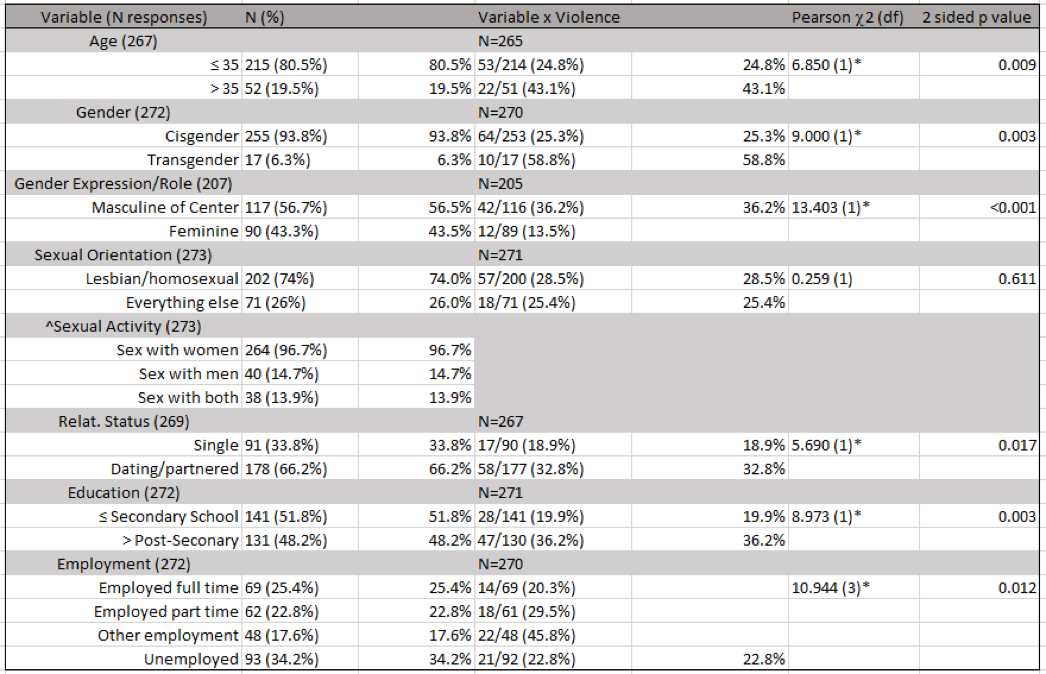 Variable (N responses) N (%) Variable x Violence Pearson χ2 (df) 2 sided p value
Age (267) N=265
≤ 35 215 (80.5%) 80.5% 53/214 (24.8%) 24.8% 6.850 (1)* 0.009
> 35 52 (19.5%) 19.5% 22/51 (43.1%) 43.1%
Gender (272) N=270
Cisgender 255 (93.8%) 93.8% 64/253 (25.3%) 25.3% 9.000 (1)* 0.003
Transgender 17 (6.3%) 6.3% 10/17 (58.8%) 58.8%
Gender Expression/Role (207) N=205
Masculine of Center 117 (56.7%) 56.5% 42/116 (36.2%) 36.2% 13.403 (1)* <0.001
Feminine 90 (43.3%) 43.5% 12/89 (13.5%)
Sexual Orientation (273) N=271
Lesbian/homosexual 202 (74%) 74.0% 57/200 (28.5%) 28.5% 0.259 (1) 0.611
Everything else 71 (26%) 26.0% 18/71 (25.4%) 25.4%
^Sexual Activity (273)
Sex with women 264 (96.7%) 96.7%
Sex with men 40 (14.7%) 14.7%
Sex with both 38 (13.9%) 13.9%
Relat. Status (269) N=267
Single 91 (33.8%) 33.8% 17/90 (18.9%) 18.9% 5.690 (1)* 0.017
Dating/partnered 178 (66.2%) 66.2% 58/177 (32.8%) 32.8%
Education (272) N=271
≤ Secondary School 141 (51.8%) 51.8% 28/141 (19.9%) 19.9% 8.973 (1)* 0.003
> Post-Seconary 131 (48.2%) 48.2% 47/130 (36.2%) 36.2%
Employment (272) N=270
Employed full time 69 (25.4%) 25.4% 14/69 (20.3%) 10.944 (3)* 0.012
Employed part time 62 (22.8%) 22.8% 18/61 (29.5%)
Other employment 48 (17.6%) 17.6% 22/48 (45.8%)
Unemployed 93 (34.2%) 34.2% 21/92 (22.8%) 22.8%